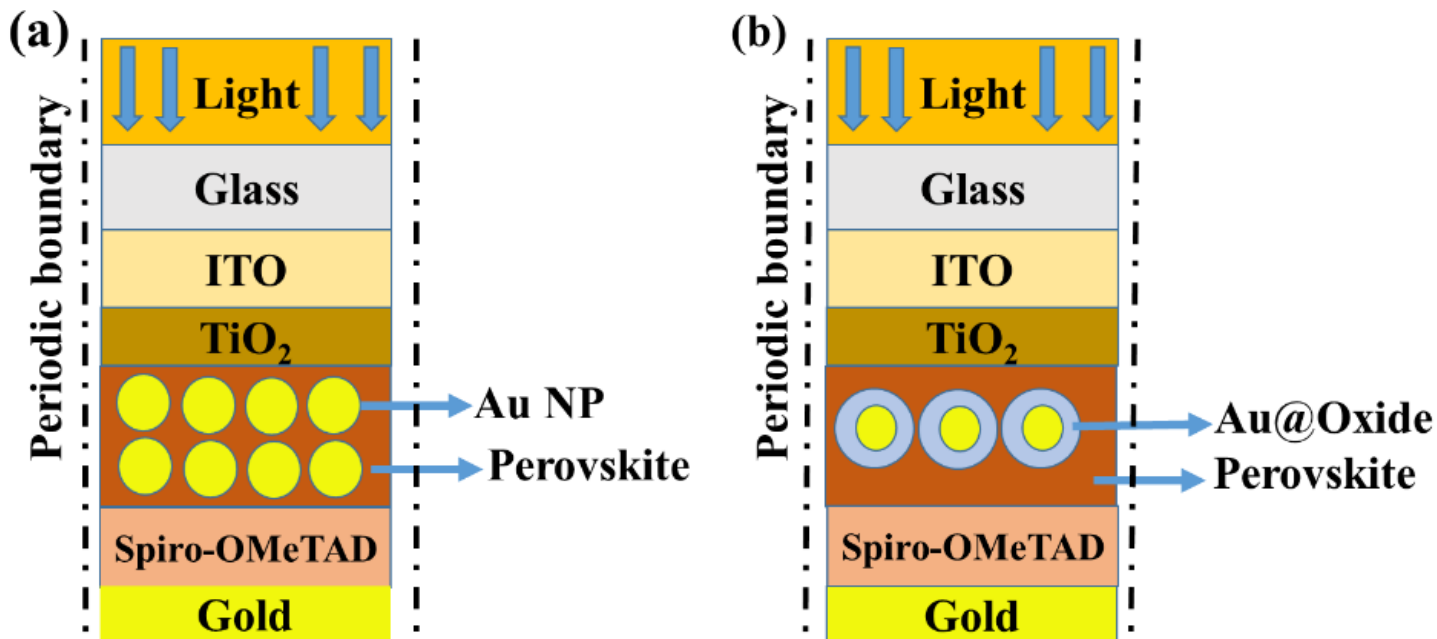 (a)
Periodic boundary
Light
Glass
ITO
TiO₂
Au NP
Perovskite
Spiro-OMeTAD
Gold
(b)
Periodic boundary
Light
Glass
ITO
TiO₂
Au@Oxide
Perovskite
Spiro-OMeTAD
Gold